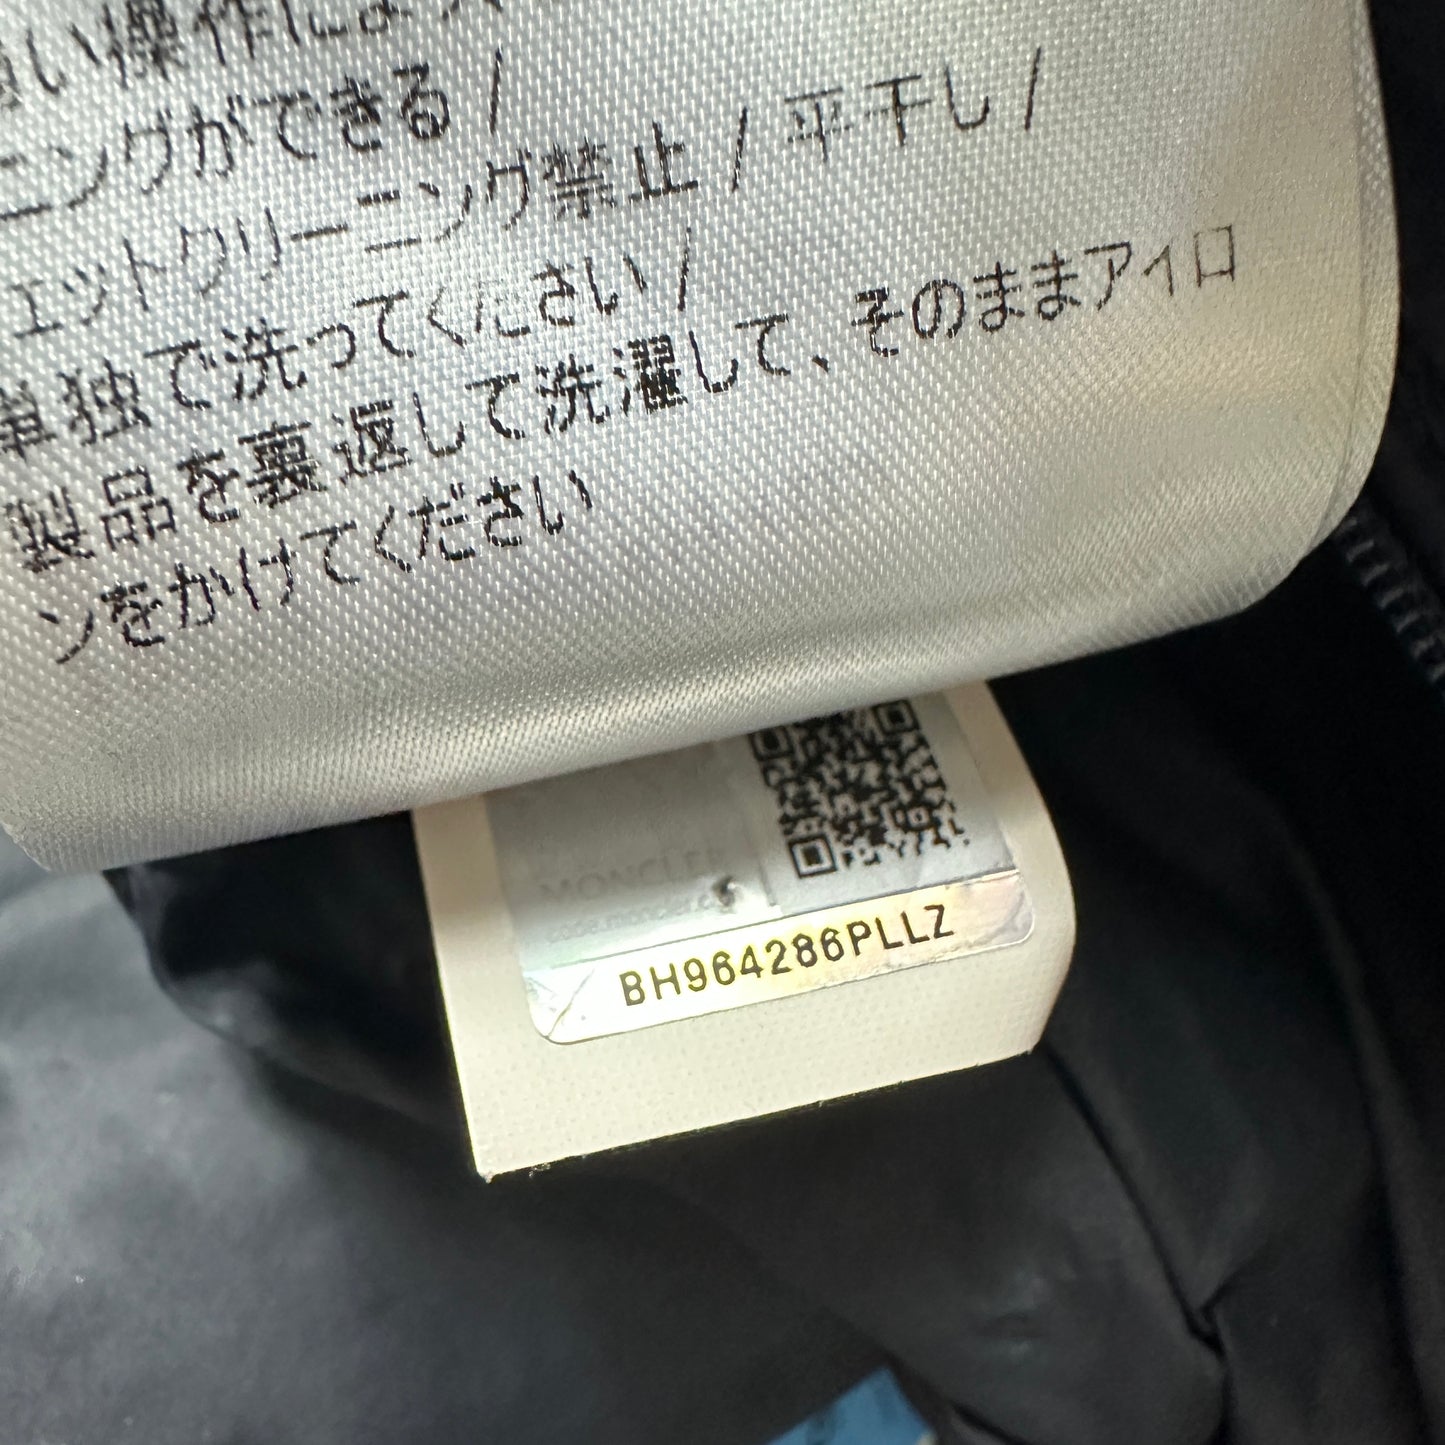 い操作による
ニングができる /
ェットクリーニング禁止 / 平干し /
単独で洗ってください /
製品を裏返して洗濯して、そのままアイロ
ンをかけてください
MONCLER
code.moncler.c
BH964286PLLZ